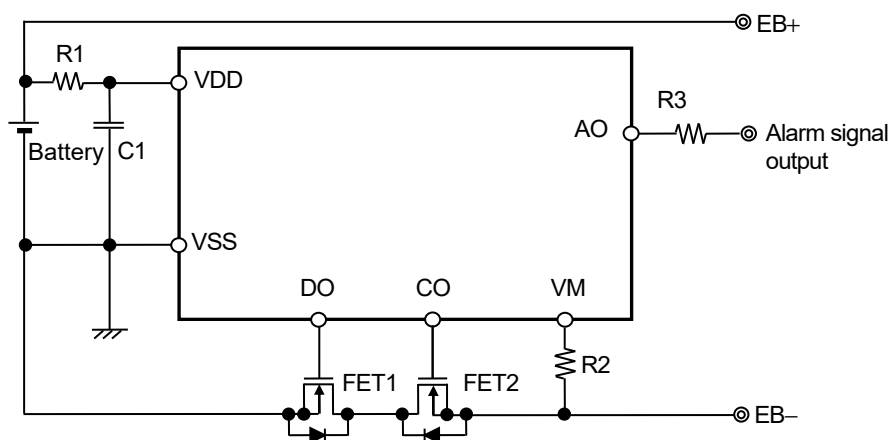 EB+
R1
VDD
R3
AO
Alarm signal
output
Battery
C1
VSS
DO
CO
VM
R2
FET1
FET2
EB−